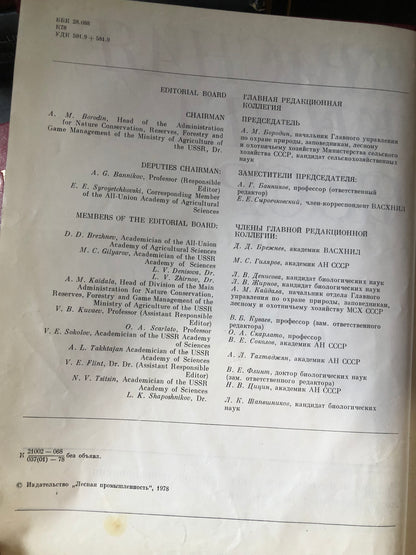 ББК 28.088
К78
УДК 581.9 + 591.9
EDITORIAL BOARD
CHAIRMAN
A. M. Borodin, Head of the Administration
for Nature Conservation, Reserves, Forestry and
Game Management of the Ministry of Agriculture of
the USSR, Dr.
DEPUTIES CHAIRMAN:
A. G. Bannikov, Professor (Responsible
Editor)
E. E. Syroyetchkovski, Corresponding Member
of the All-Union Academy of Agricultural
Sciences
MEMBERS OF THE EDITORIAL BOARD:
D. D. Brezhnev, Academician of the All-Union
Academy of Agricultural Sciences
M. C. Gilyarov, Academician of the USSR
Academy of Sciences
L. V. Denisova, Dr.
L. V. Zhirnov, Dr.
A. M. Kaidala, Head of Division of the Main
Administration for Nature Conservation,
Reserves, Forestry and Game Management of the
Ministry of Agriculture of the USSR
V. B. Kuvaev, Professor (Assistant Responsible
Editor)
O. A. Scarlato, Professor
V. E. Sokolov, Academician of the USSR Academy
of Sciences
A. L. Takhtajan Academician of the USSR
Academy of Sciences
V. E. Flint, Dr. Dr. (Assistant Responsible
Editor)
N. V. Tsitsin, Academician of the USSR
Academy of Sciences
L. K. Shaposhnikov, Dr.
ГЛАВНАЯ РЕДАКЦИОННАЯ
КОЛЛЕГИЯ
ПРЕДСЕДАТЕЛЬ
А. М. Бородин, начальник Главного управления
по охране природы, заповедникам, лесному
и охотничьему хозяйству Министерства сельского
хозяйства СССР, кандидат сельскохозяйственных
наук
ЗАМЕСТИТЕЛИ ПРЕДСЕДАТЕЛЯ:
А. Г. Банников, профессор (ответственный
редактор)
Е. Е. Сыроечковский, член-корреспондент ВАСХНИЛ
ЧЛЕНЫ ГЛАВНОЙ РЕДАКЦИОННОЙ
КОЛЛЕГИИ:
Д. Д. Брежнев, академик ВАСХНИЛ
М. С. Гиляров, академик АН СССР
Л. В. Денисова, кандидат биологических наук
Л. В. Жирнов, кандидат биологических наук
А. М. Кайдала, начальник отдела Главного
управления по охране природы, заповедникам,
лесному и охотничьему хозяйству МСХ СССР
В. Б. Куваев, профессор (зам. ответственного
редактора)
О. А. Скарлато, профессор
В. Е. Соколов, академик АН СССР
А. Л. Тахтаджян, академик АН СССР
В. Е. Флинт, доктор биологических наук
(зам. ответственного редактора)
Н. В. Цицин, академик АН СССР
Л. К. Шапошников, кандидат биологических
наук
К 21002 — 068
037(01) — 78 без объявл.
© Издательство „Лесная промышленность", 1978